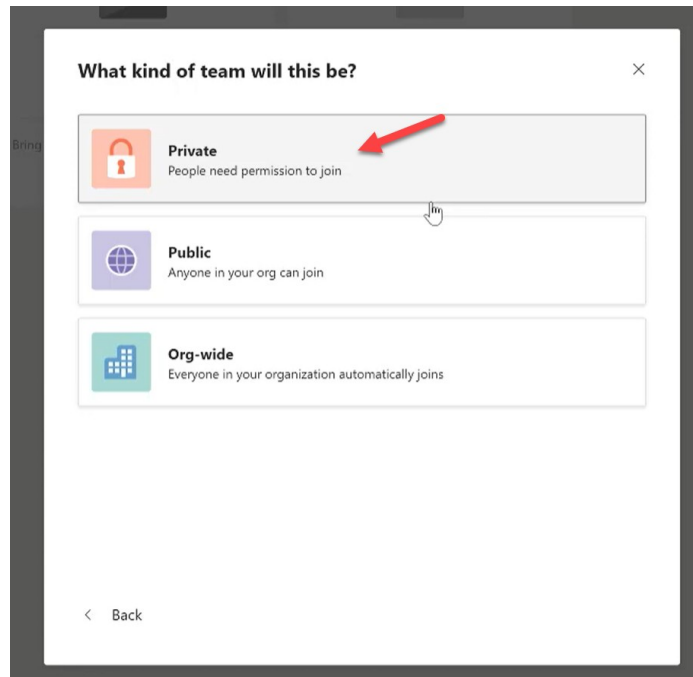 What kind of team will this be?
Bring
Private
People need permission to join
Public
Anyone in your org can join
Org-wide
Everyone in your organization automatically joins
Back